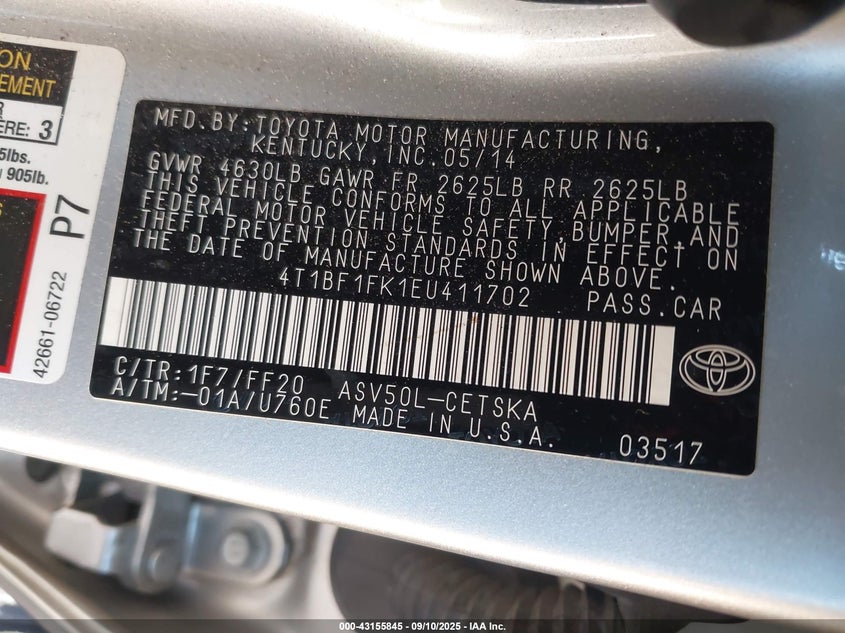 ION
EMENT
R
ERE: 3
5lbs.
905lb.
P7
42661-06722
MFD. BY: TOYOTA MOTOR MANUFACTURING,
KENTUCKY, INC. 05/14
GVWR 4630LB GAWR FR 2625LB RR 2625LB
THIS VEHICLE CONFORMS TO ALL APPLICABLE
FEDERAL MOTOR VEHICLE SAFETY, BUMPER, AND
THEFT PREVENTION STANDARDS IN EFFECT ON
THE DATE OF MANUFACTURE SHOWN ABOVE.
4T1BF1FK1EU411702 PASS. CAR
C/TR: 1F7/FF20 ASV50L-CETSKA
A/TM: -01A/U760E MADE IN U.S.A. 03517
000-43155845 - 09/10/2025 - IAA Inc.